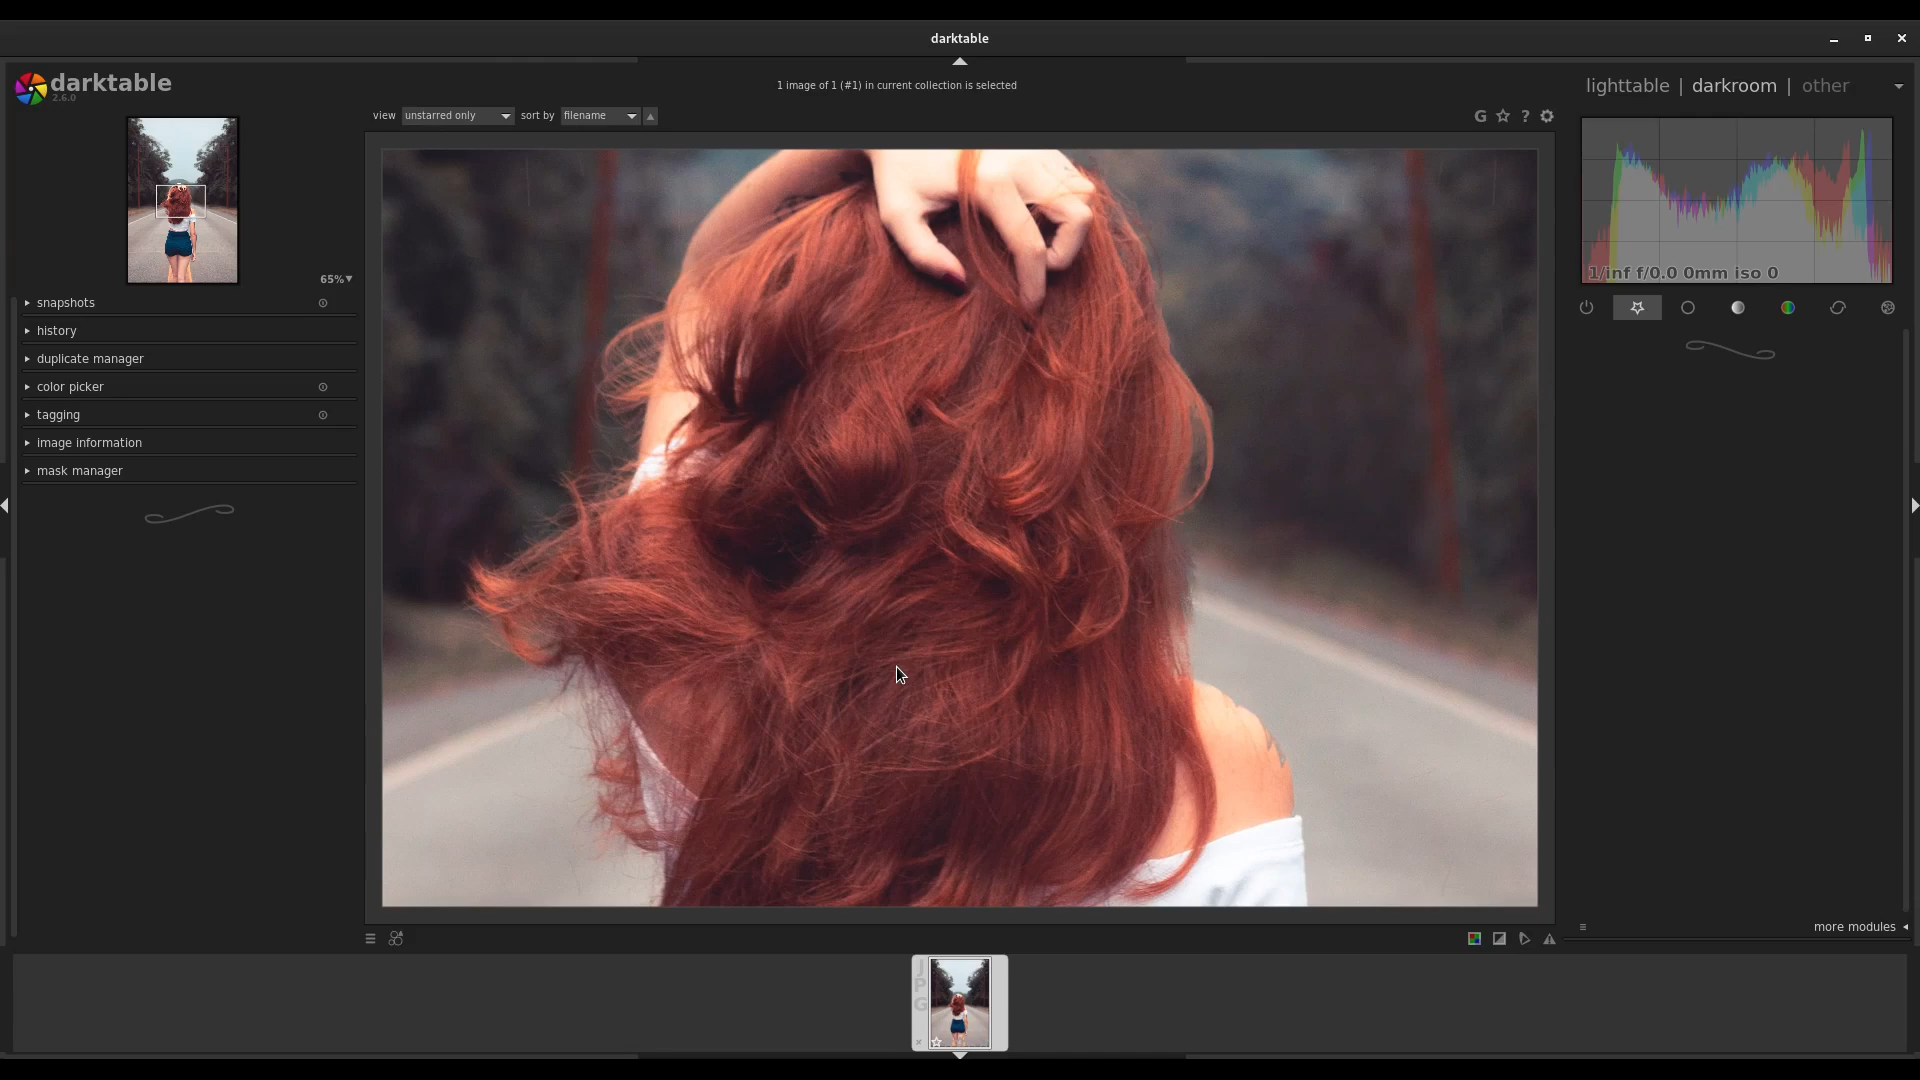 darktable
darktable
2.6.0
1 image of 1 (#1) in current collection is selected
lighttable | darkroom | other
view unstarred only sort by filename
G ?
65%
1/inf f/0.0 0mm iso 0
snapshots
history
duplicate manager
color picker
tagging
image information
mask manager
more modules
JPG